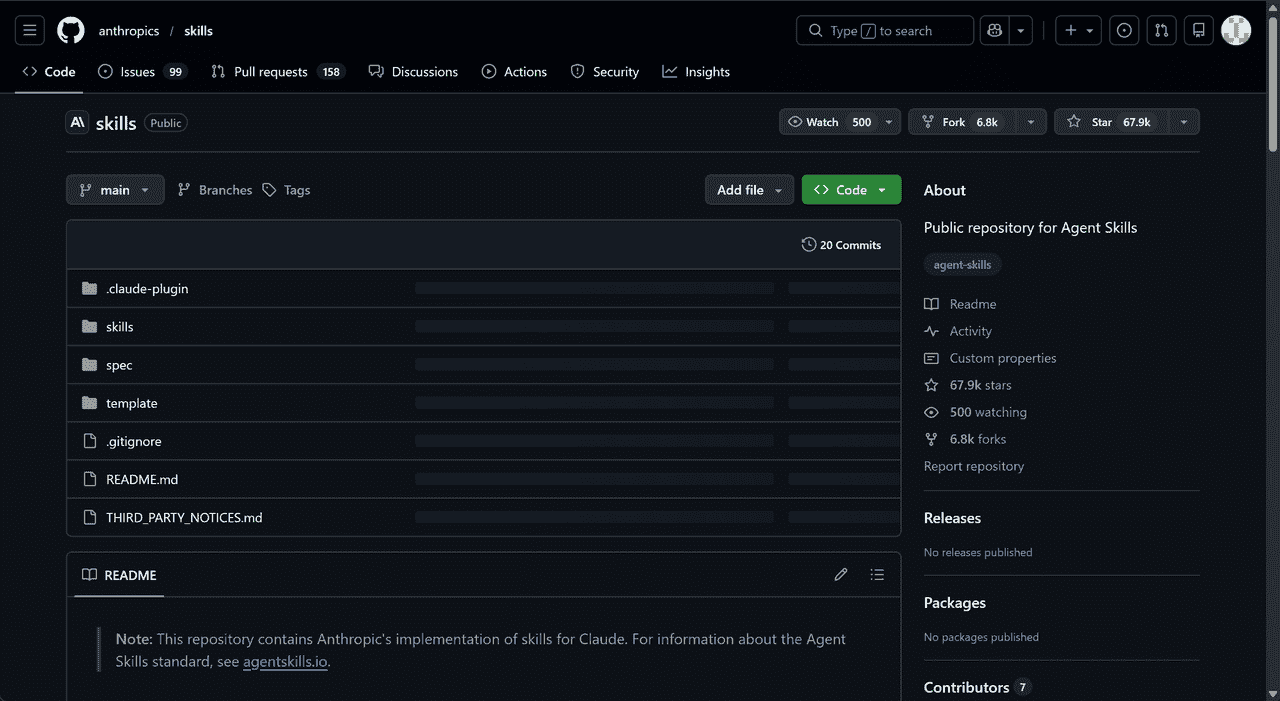 anthropics / skills
Type / to search
Code Issues 99 Pull requests 158 Discussions Actions Security Insights
skills Public
Watch 500 Fork 6.8k Star 67.9k
main Branches Tags Add file Code
20 Commits
.claude-plugin
skills
spec
template
.gitignore
README.md
THIRD_PARTY_NOTICES.md
README
Note: This repository contains Anthropic's implementation of skills for Claude. For information about the Agent
Skills standard, see agentskills.io.
About
Public repository for Agent Skills
agent-skills
Readme
Activity
Custom properties
67.9k stars
500 watching
6.8k forks
Report repository
Releases
No releases published
Packages
No packages published
Contributors 7